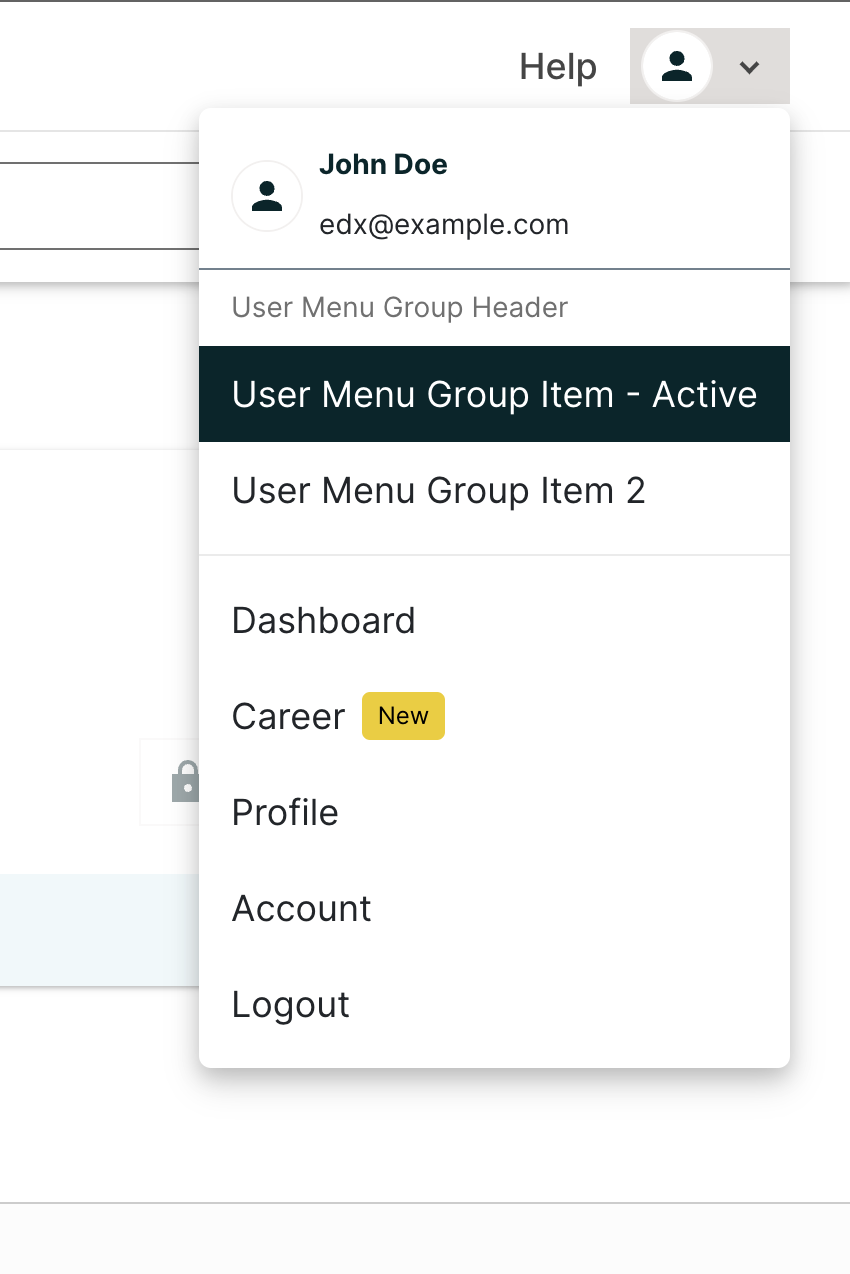 Help
John Doe
edx@example.com
User Menu Group Header
User Menu Group Item - Active
User Menu Group Item 2
Dashboard
Career New
Profile
Account
Logout